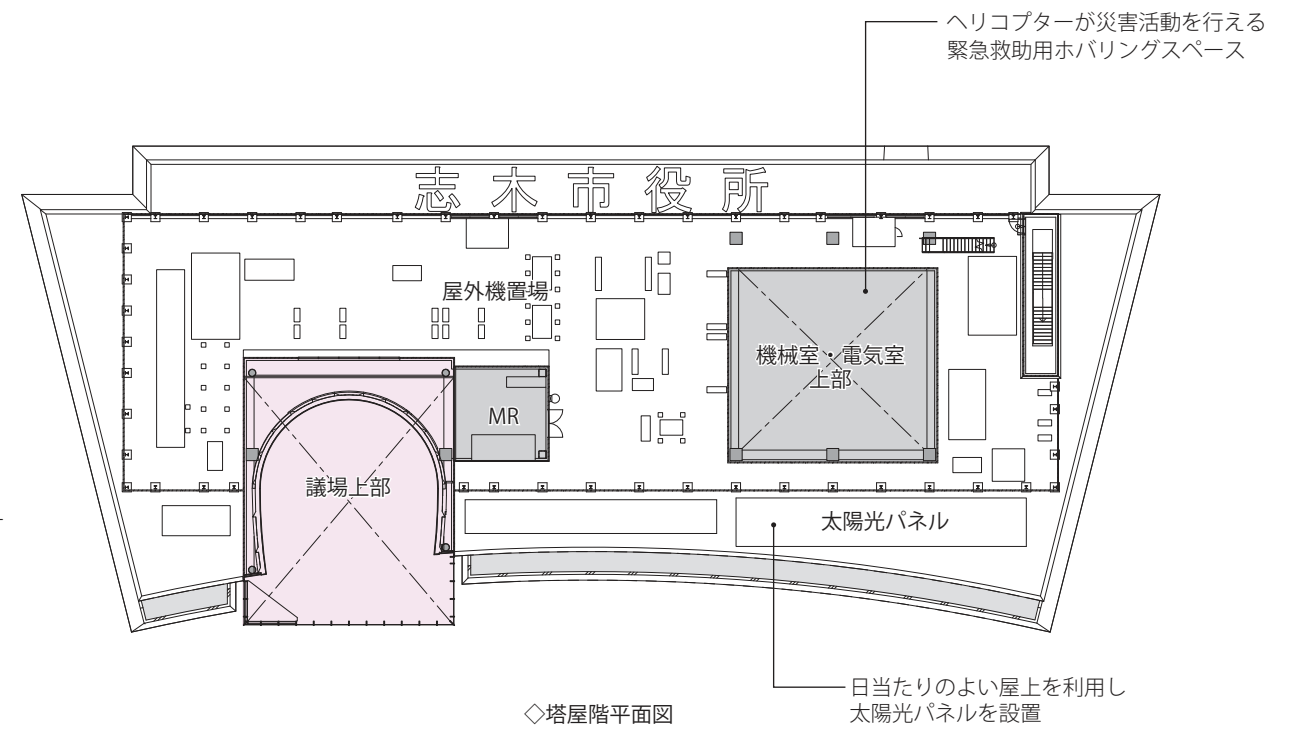 ヘリコプターが災害活動を行える
緊急救助用ホバリングスペース
志木市役所
屋外機置場
機械室・電気室
上部
MR
議場上部
太陽光パネル
日当たりのよい屋上を利用し
太陽光パネルを設置
◇塔屋階平面図